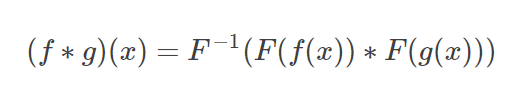 (f ∗ g)(x) = F⁻¹(F(f(x)) ∗ F(g(x)))